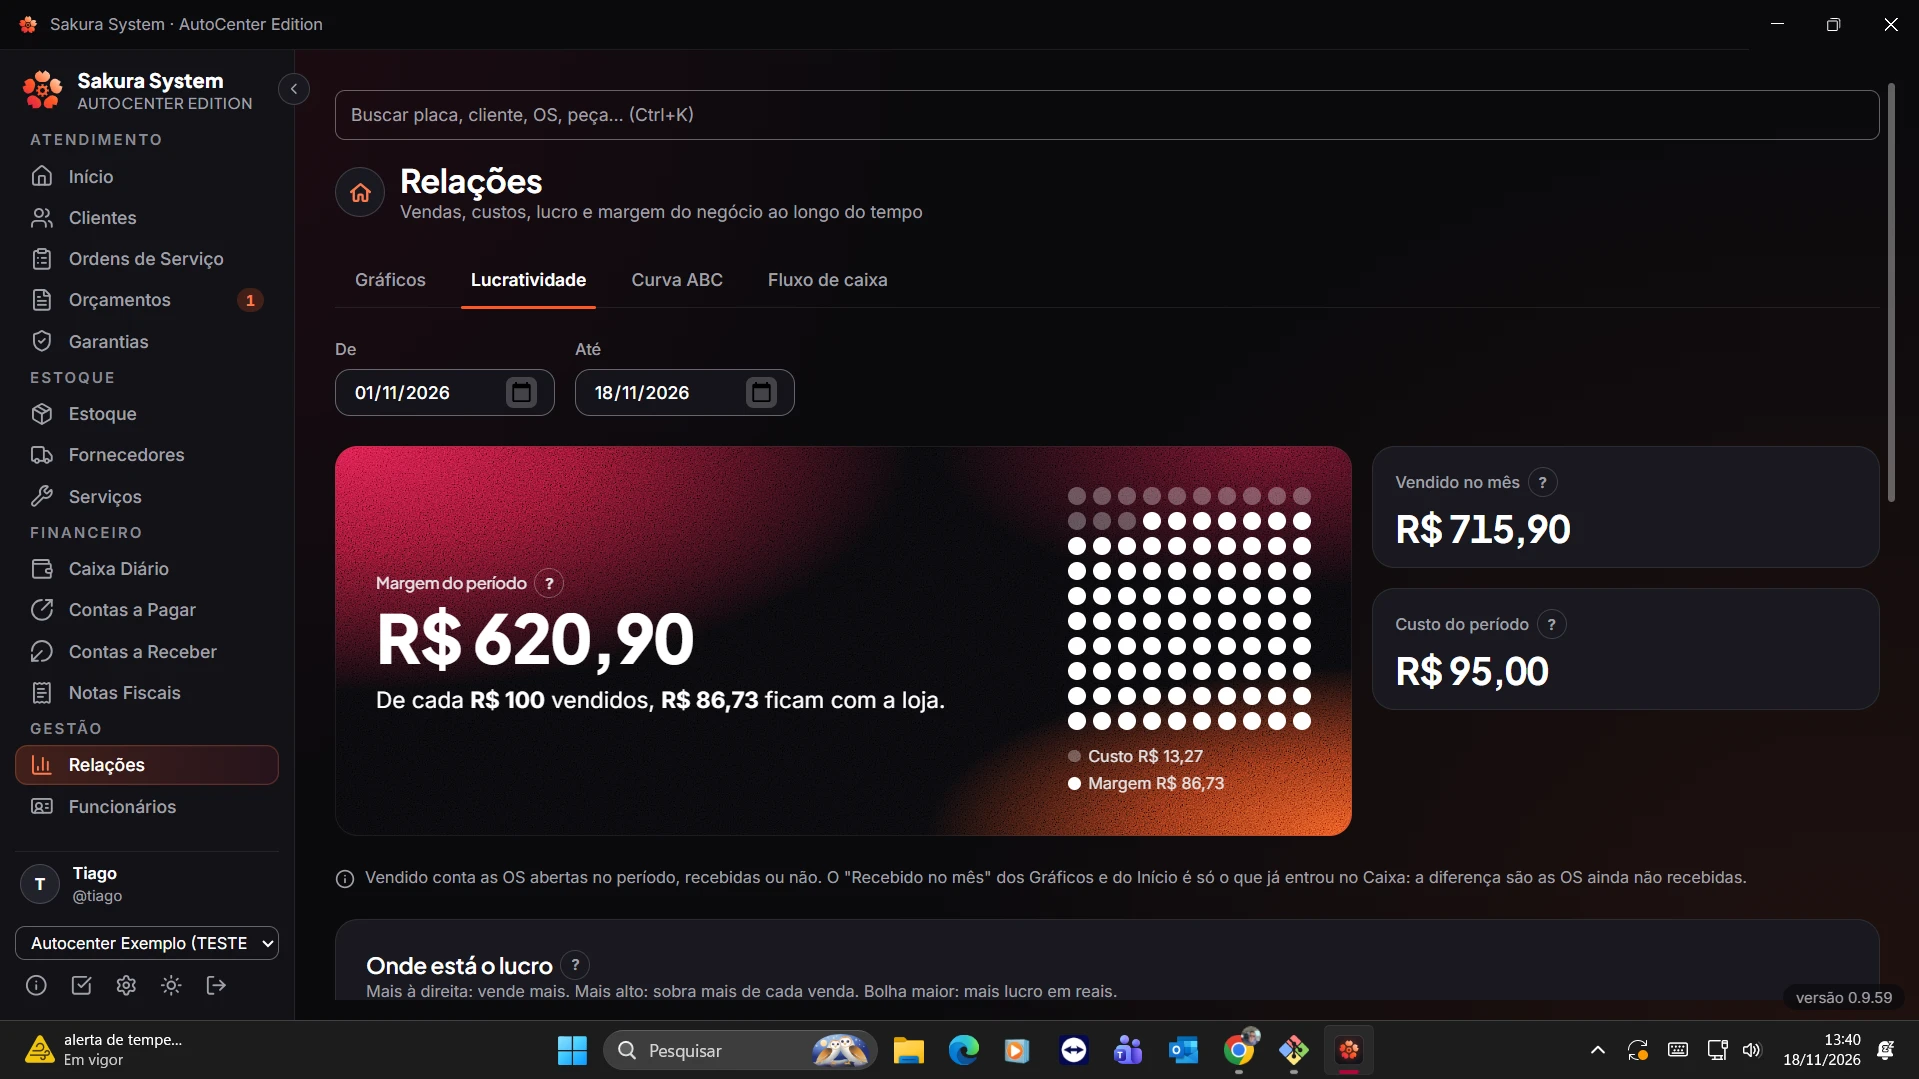 Sakura System · AutoCenter Edition
Sakura System
AUTOCENTER EDITION
ATENDIMENTO
Início
Clientes
Ordens de Serviço
Orçamentos 1
Garantias
ESTOQUE
Estoque
Fornecedores
Serviços
FINANCEIRO
Caixa Diário
Contas a Pagar
Contas a Receber
Notas Fiscais
GESTÃO
Relações
Funcionários
T
Tiago
@tiago
Autocenter Exemplo (TESTE
Buscar placa, cliente, OS, peça... (Ctrl+K)
Relações
Vendas, custos, lucro e margem do negócio ao longo do tempo
Gráficos Lucratividade Curva ABC Fluxo de caixa
De Até
01/11/2026 18/11/2026
Margem do período ?
R$ 620,90
De cada R$ 100 vendidos, R$ 86,73 ficam com a loja.
Custo R$ 13,27
Margem R$ 86,73
Vendido no mês ?
R$ 715,90
Custo do período ?
R$ 95,00
Vendido conta as OS abertas no período, recebidas ou não. O "Recebido no mês" dos Gráficos e do Início é só o que já entrou no Caixa: a diferença são as OS ainda não recebidas.
Onde está o lucro ?
Mais à direita: vende mais. Mais alto: sobra mais de cada venda. Bolha maior: mais lucro em reais.
versão 0.9.59
alerta de tempe...
Em vigor
Pesquisar
13:40
18/11/2026